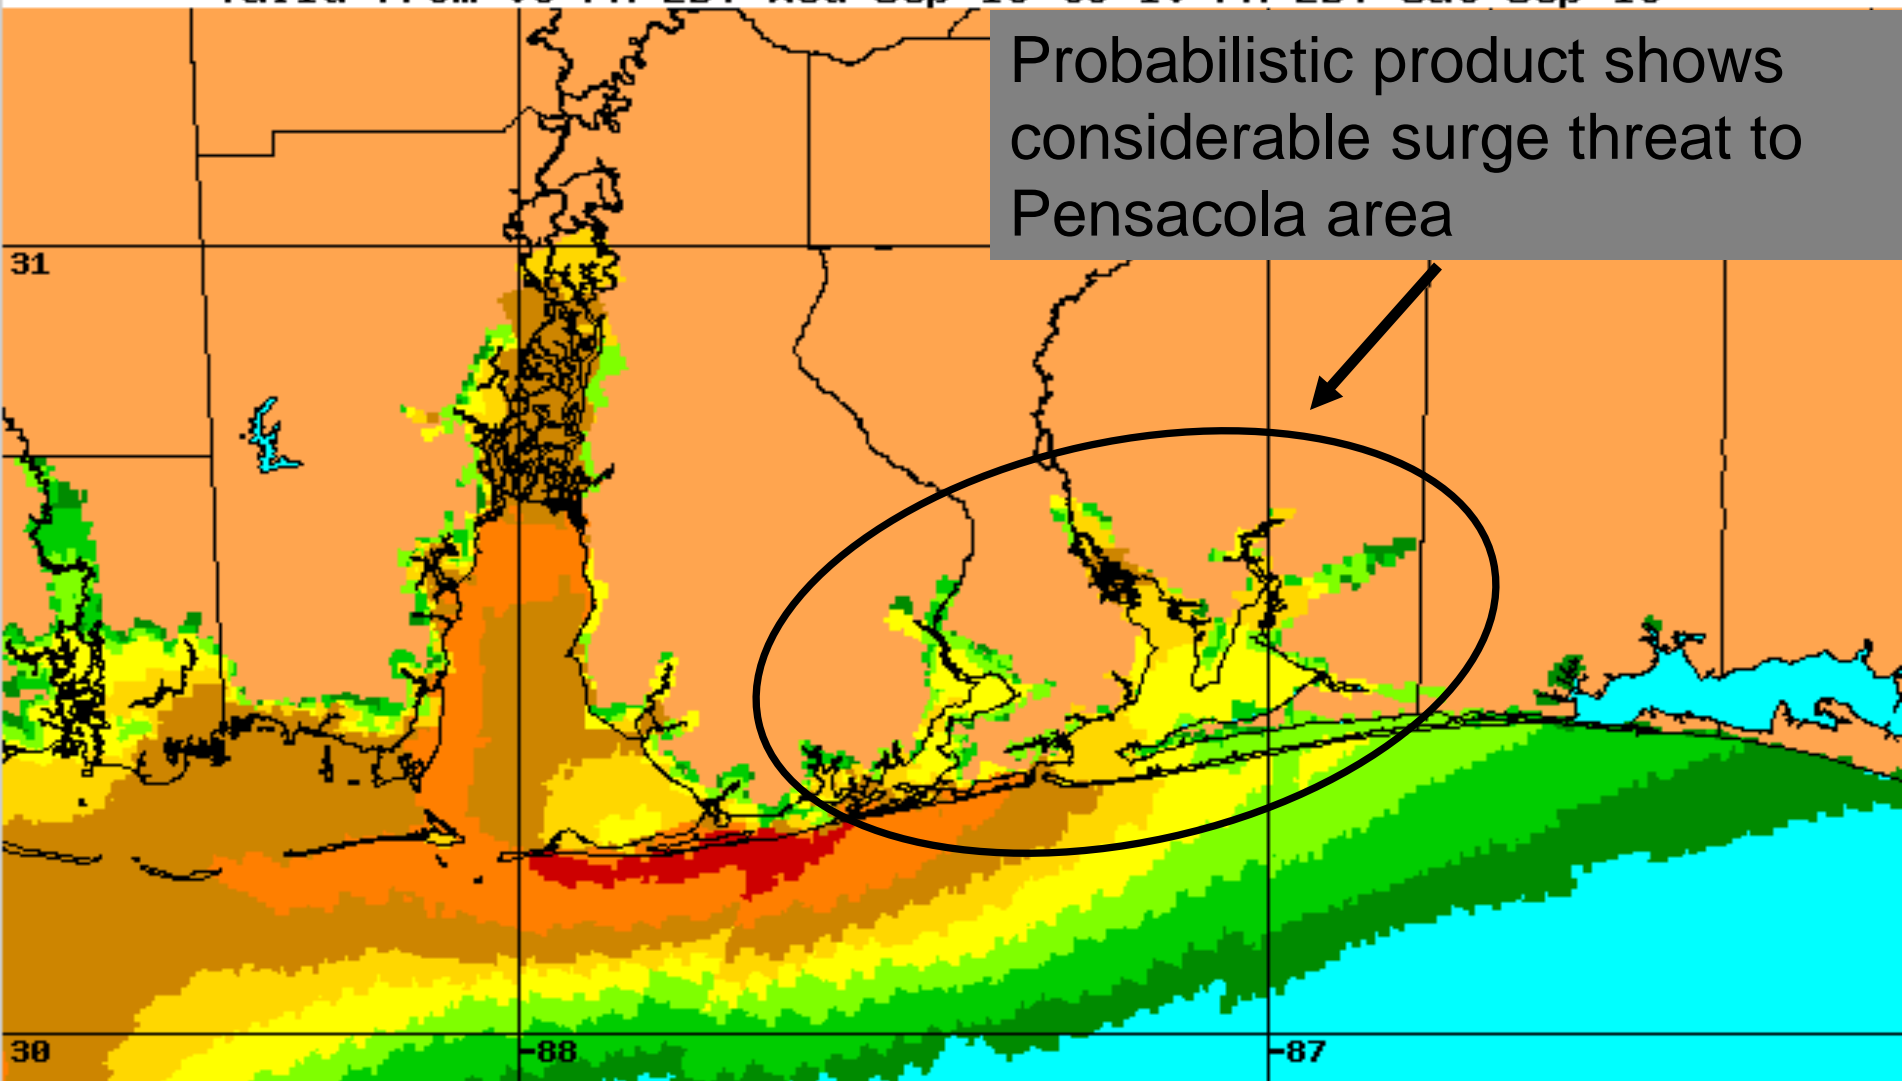 Probabilistic product shows
considerable surge threat to
Pensacola area
31
30
-88
-87